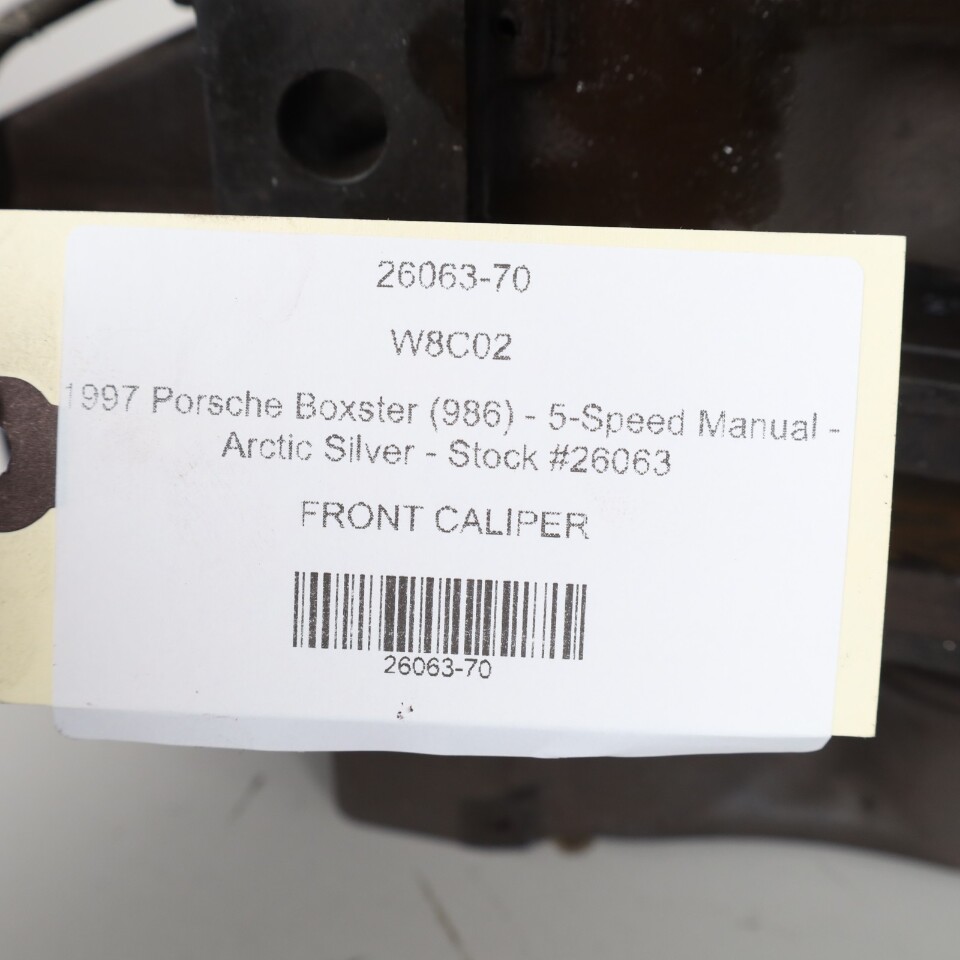 26063-70
W8C02
1997 Porsche Boxster (986) - 5-Speed Manual -
Arctic Silver - Stock #26063
FRONT CALIPER
26063-70